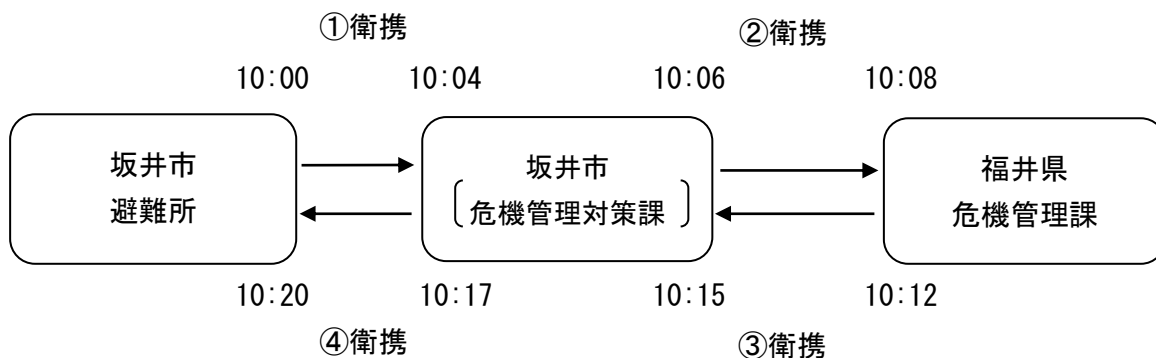 ①衛携
②衛携
10:00
10:04
10:06
10:08
坂井市
避難所
坂井市
危機管理対策課
福井県
危機管理課
10:20
10:17
10:15
10:12
④衛携
③衛携